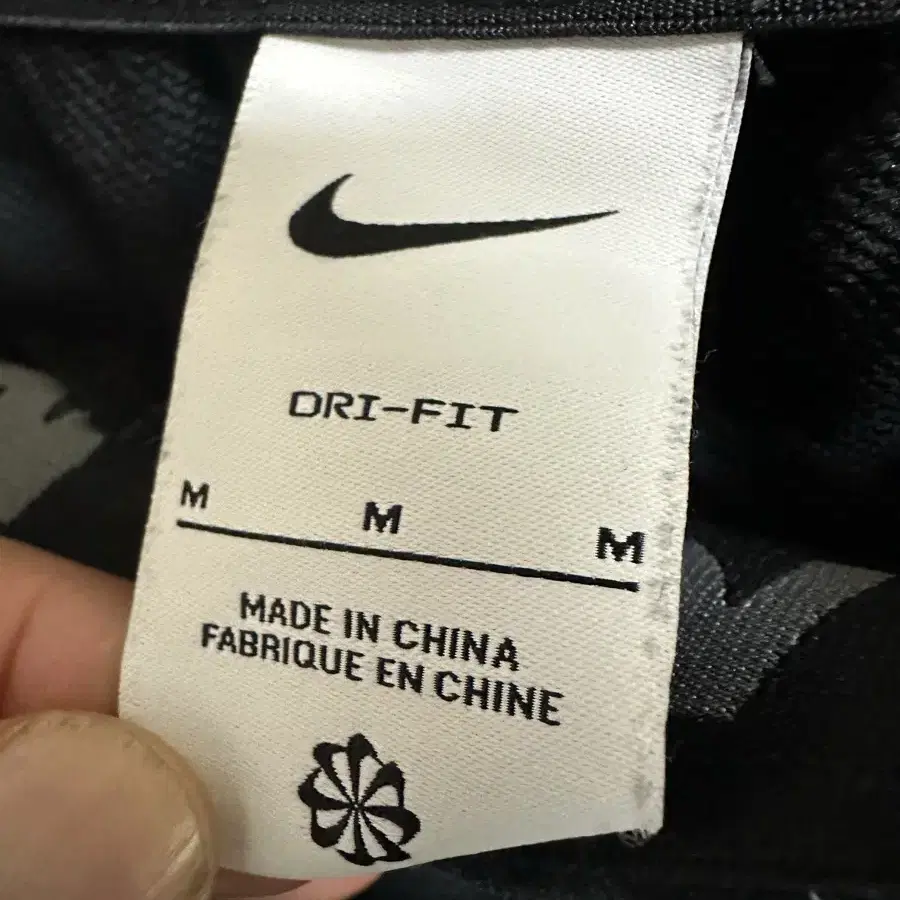 DRI-FIT
M M M
MADE IN CHINA
FABRIQUE EN CHINE